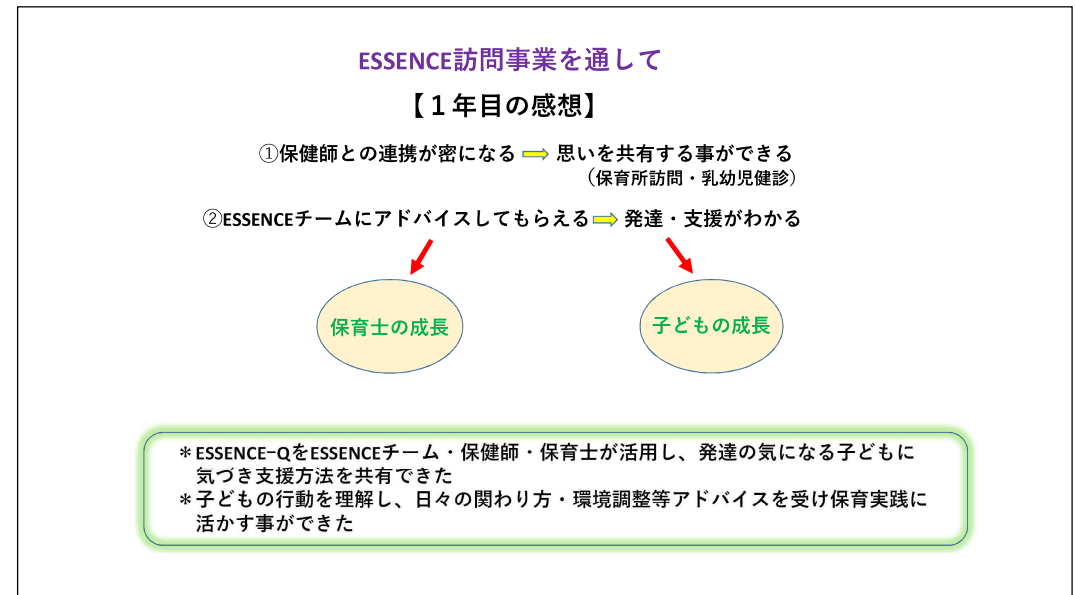 ESSENCE訪問事業を通して
【１年目の感想】
①保健師との連携が密になる 思いを共有する事ができる
（保育所訪問・乳幼児健診）
②ESSENCEチームにアドバイスしてもらえる 発達・支援がわかる
保育士の成長
子どもの成長
＊ESSENCE-QをESSENCEチーム・保健師・保育士が活用し、発達の気になる子どもに
気づき支援方法を共有できた
＊子どもの行動を理解し、日々の関わり方・環境調整等アドバイスを受け保育実践に
活かす事ができた